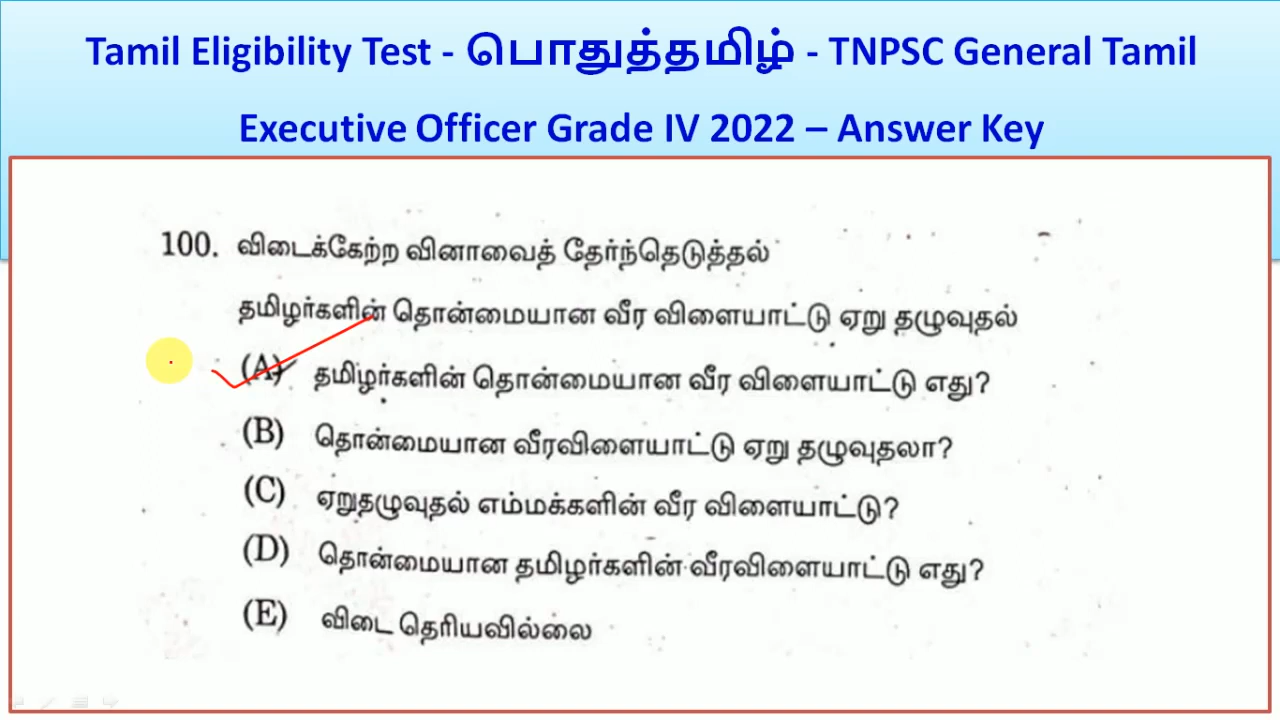 Tamil Eligibility Test - பொதுத்தமிழ் - TNPSC General Tamil
Executive Officer Grade IV 2022 – Answer Key
100. விடைக்கேற்ற வினாவைத் தேர்ந்தெடுத்தல்
தமிழர்களின் தொன்மையான வீர விளையாட்டு ஏறு தழுவுதல்
(A) தமிழர்களின் தொன்மையான வீர விளையாட்டு எது?
(B) தொன்மையான வீரவிளையாட்டு ஏறு தழுவுதலா?
(C) ஏறுதழுவுதல் எம்மக்களின் வீர விளையாட்டு?
(D) தொன்மையான தமிழர்களின் வீரவிளையாட்டு எது?
(E) விடை தெரியவில்லை